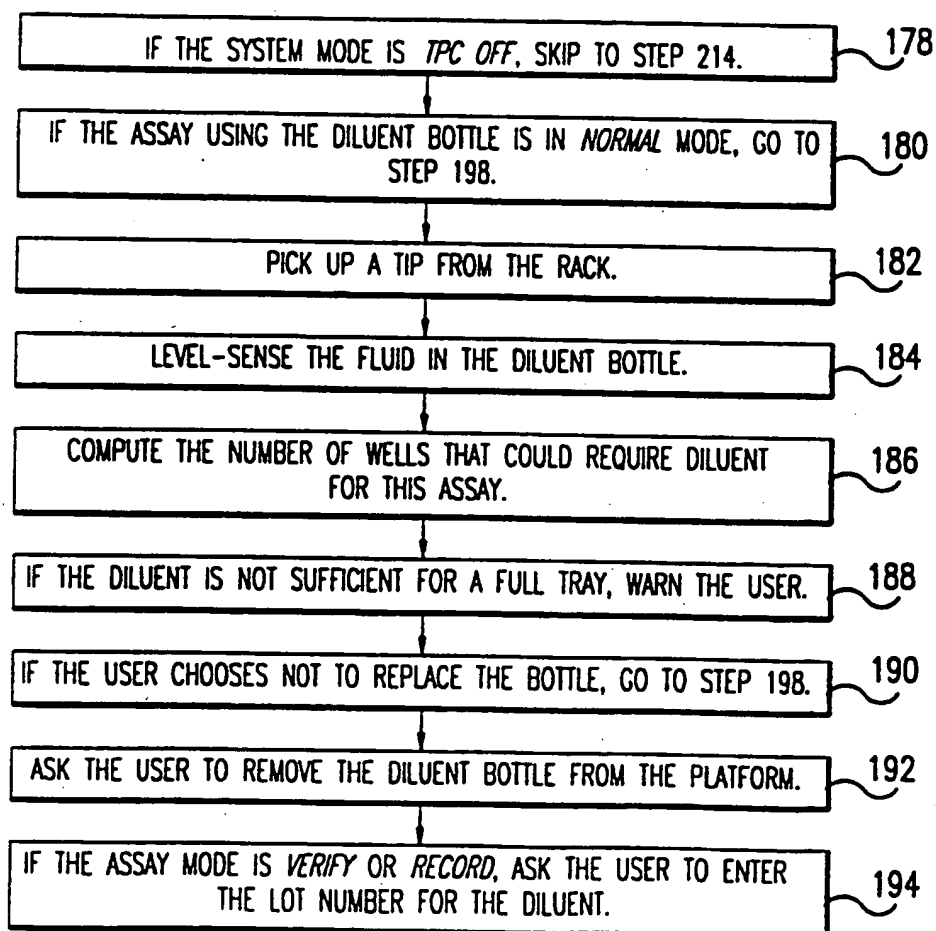 IF THE SYSTEM MODE IS TPC OFF, SKIP TO STEP 214.
178
IF THE ASSAY USING THE DILUENT BOTTLE IS IN NORMAL MODE, GO TO
STEP 198.
180
PICK UP A TIP FROM THE RACK.
182
LEVEL-SENSE THE FLUID IN THE DILUENT BOTTLE.
184
COMPUTE THE NUMBER OF WELLS THAT COULD REQUIRE DILUENT
FOR THIS ASSAY.
186
IF THE DILUENT IS NOT SUFFICIENT FOR A FULL TRAY, WARN THE USER.
188
IF THE USER CHOOSES NOT TO REPLACE THE BOTTLE, GO TO STEP 198.
190
ASK THE USER TO REMOVE THE DILUENT BOTTLE FROM THE PLATFORM.
192
IF THE ASSAY MODE IS VERIFY OR RECORD, ASK THE USER TO ENTER
THE LOT NUMBER FOR THE DILUENT.
194